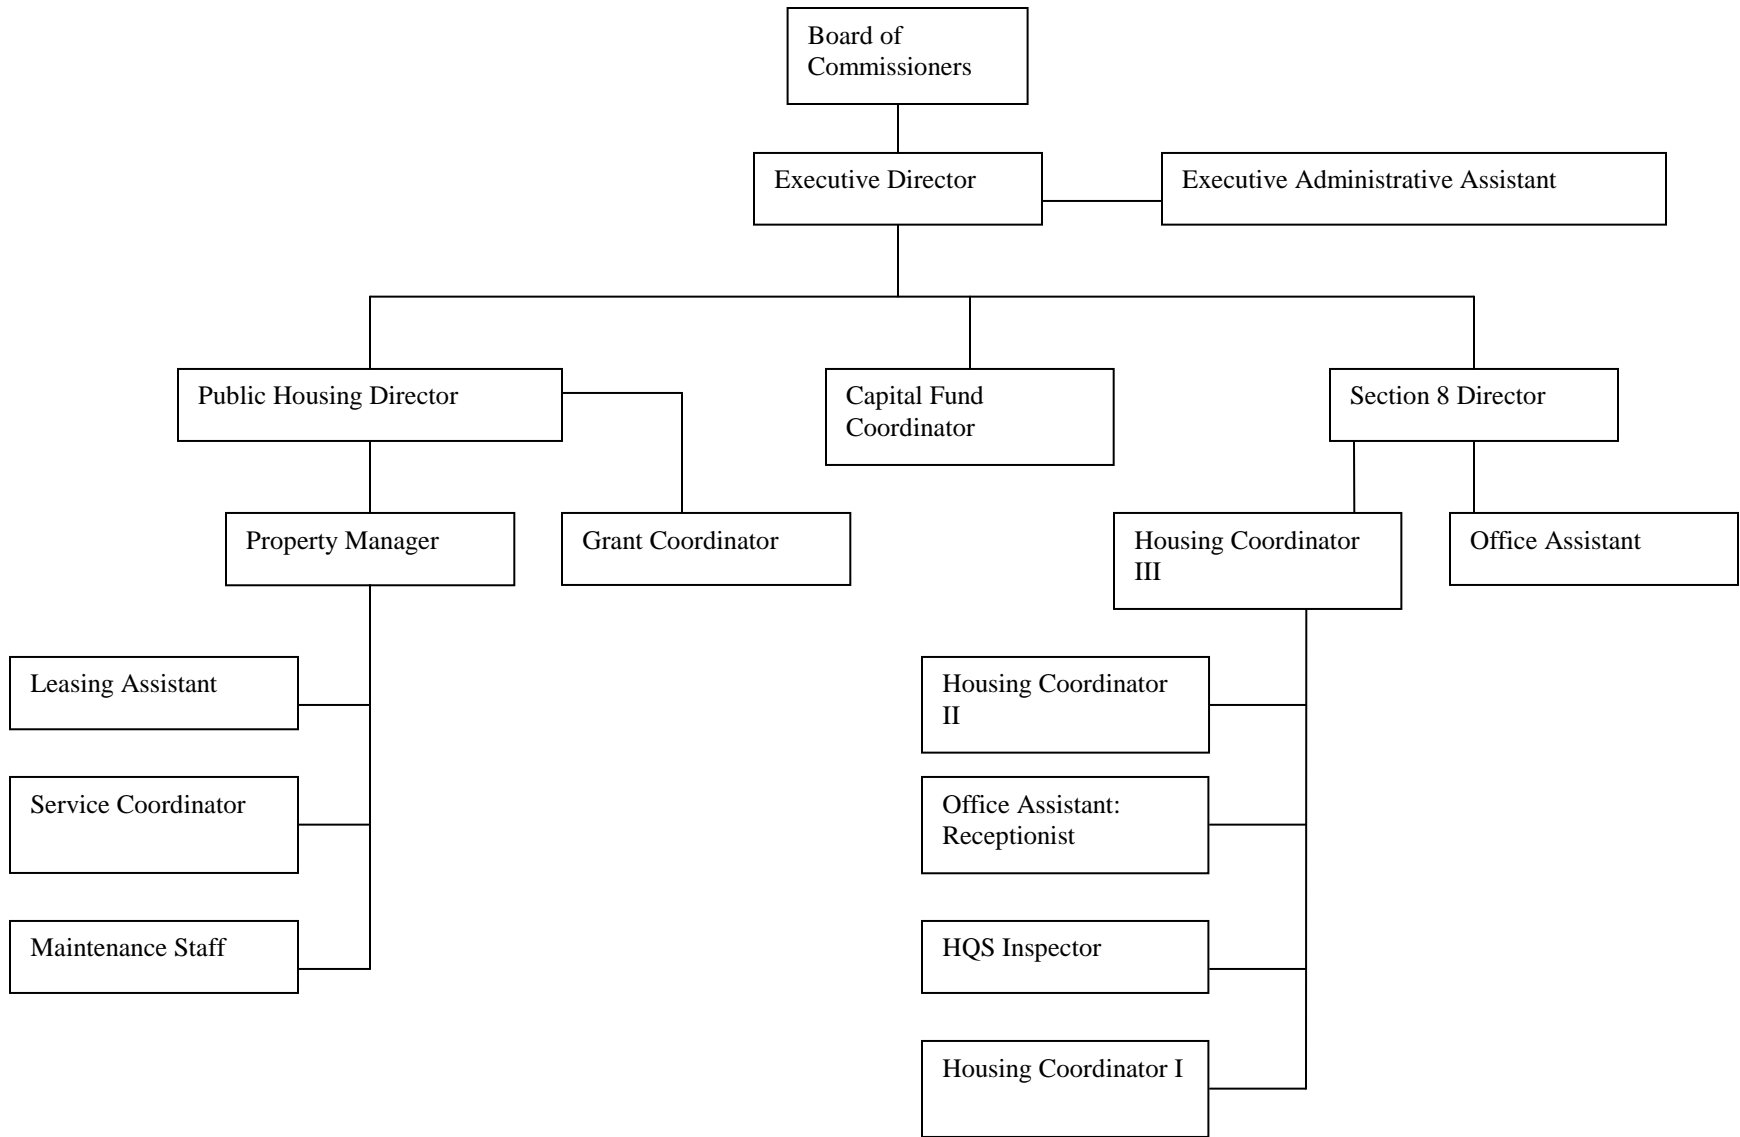 Board of
Commissioners
Executive Director
Executive Administrative Assistant
Public Housing Director
Capital Fund
Coordinator
Section 8 Director
Property Manager
Grant Coordinator
Housing Coordinator
III
Office Assistant
Leasing Assistant
Housing Coordinator
II
Service Coordinator
Office Assistant:
Receptionist
Maintenance Staff
HQS Inspector
Housing Coordinator I